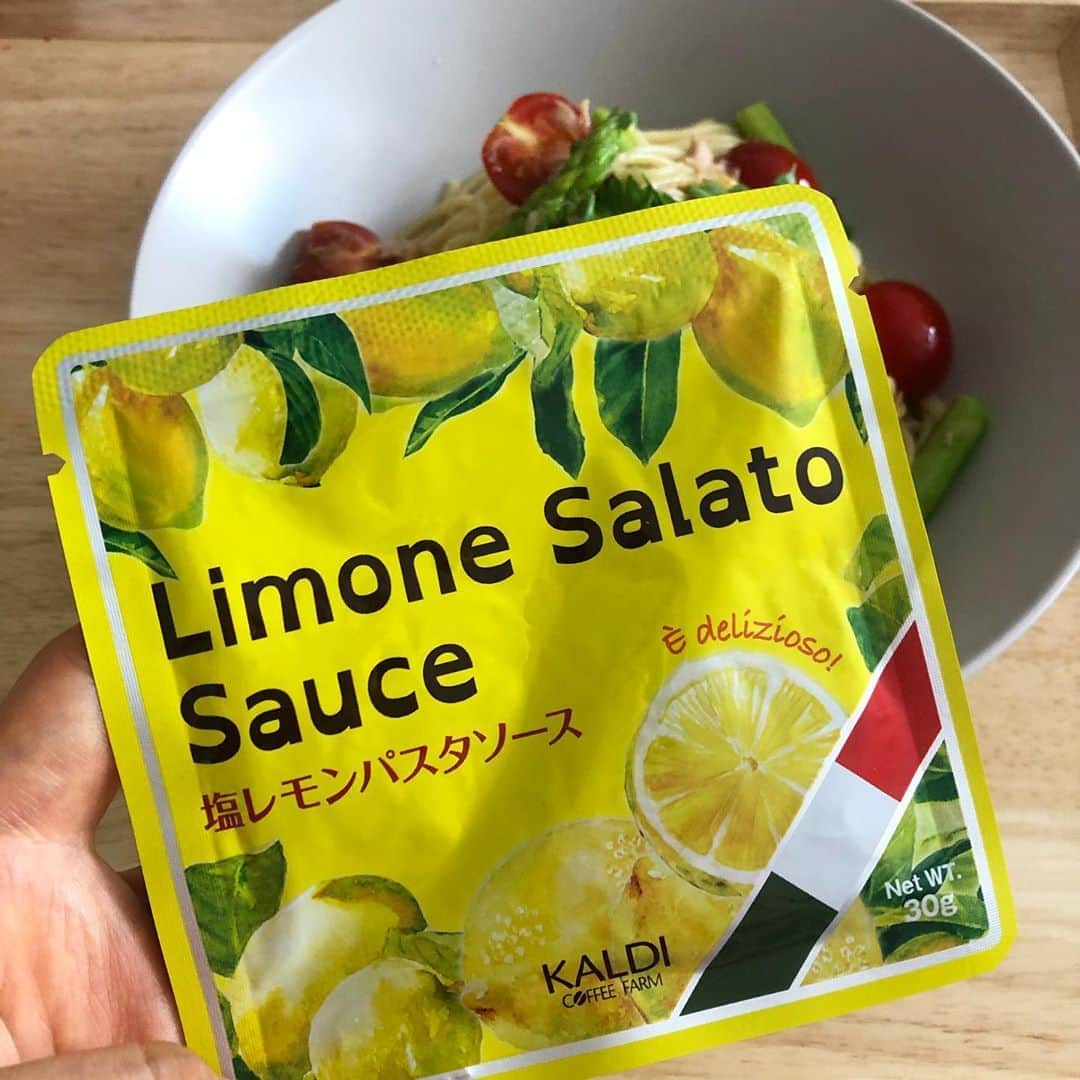 Limone Salato
Sauce
塩レモンパスタソース
È delizioso!
Net WT.
30g
KALDI
COFFEE FARM